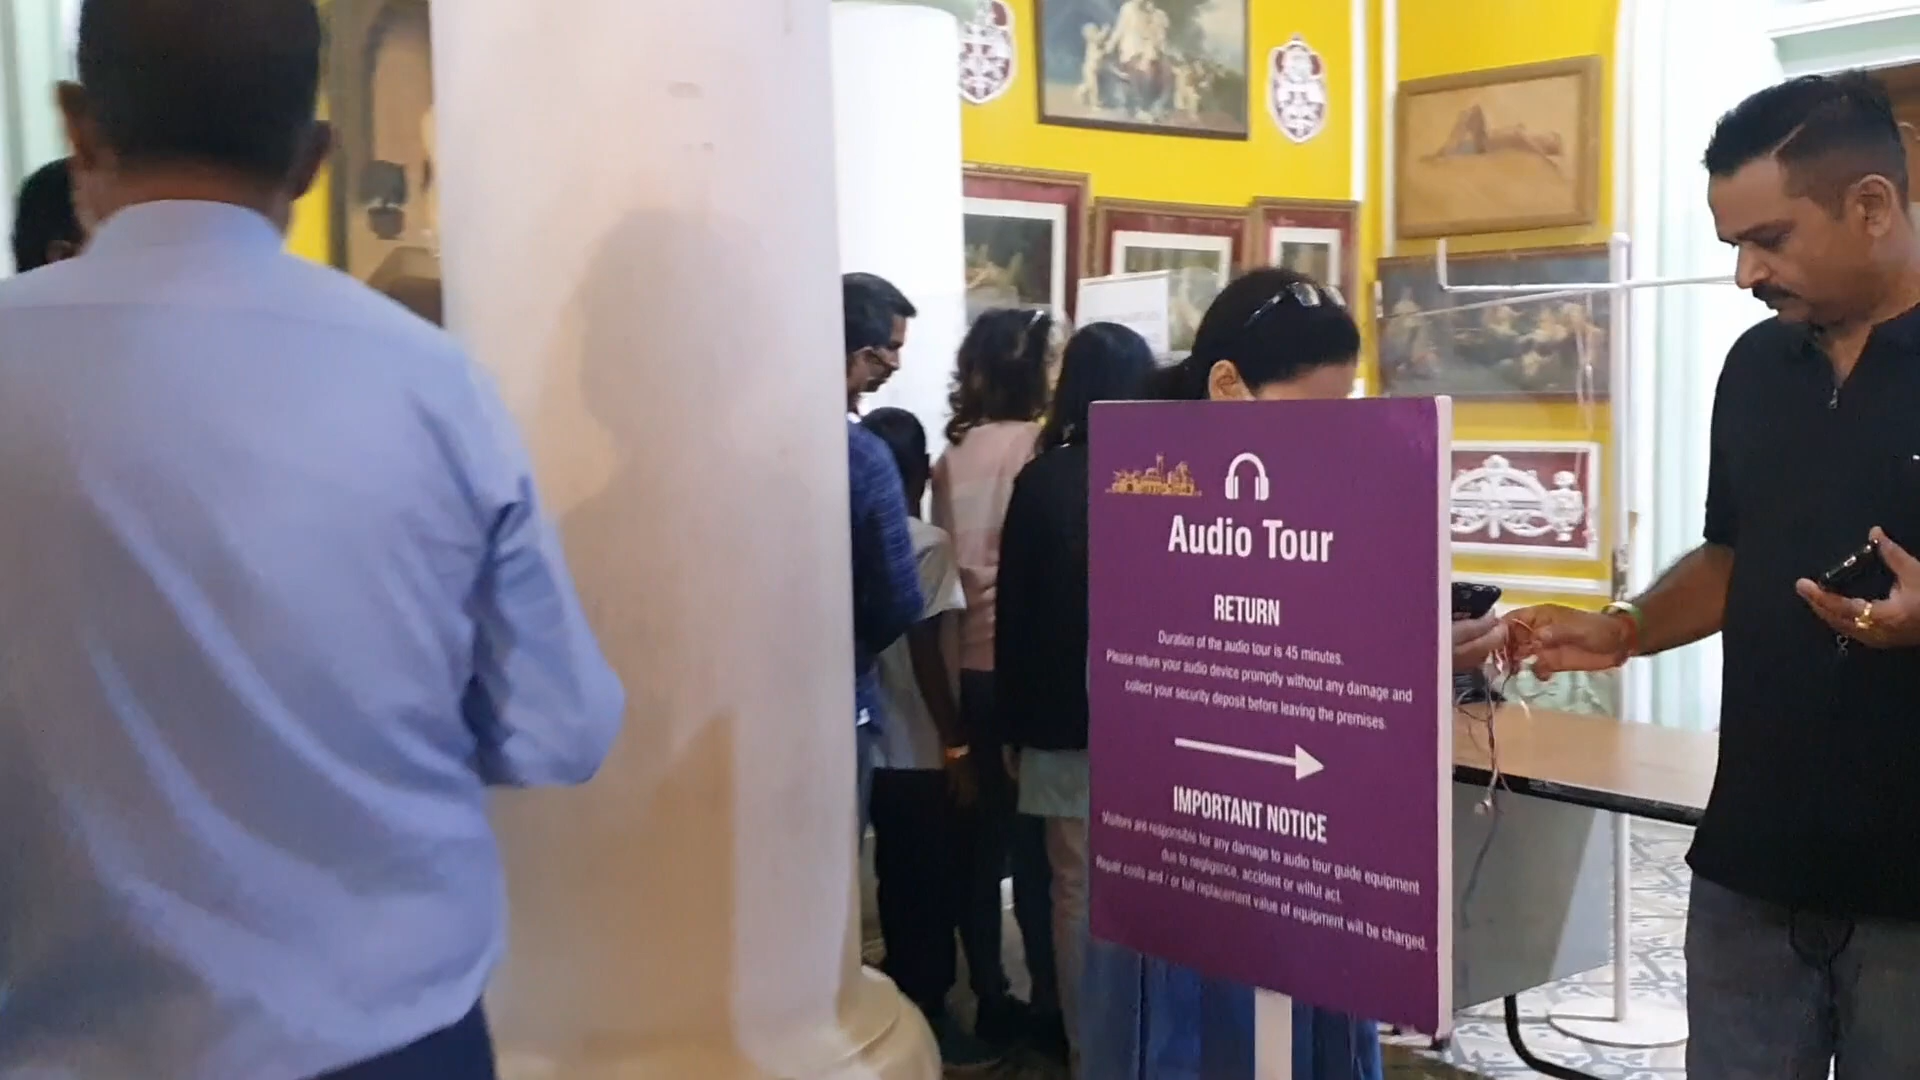 Audio Tour
RETURN
Duration of the audio tour is 45 minutes.
Please return your audio device promptly without any damage and
collect your security deposit before leaving the premises.
IMPORTANT NOTICE
Visitors are responsible for any damage to audio tour guide equipment
due to negligence, accident or wilful act.
Repair costs and / or full replacement value of equipment will be charged.